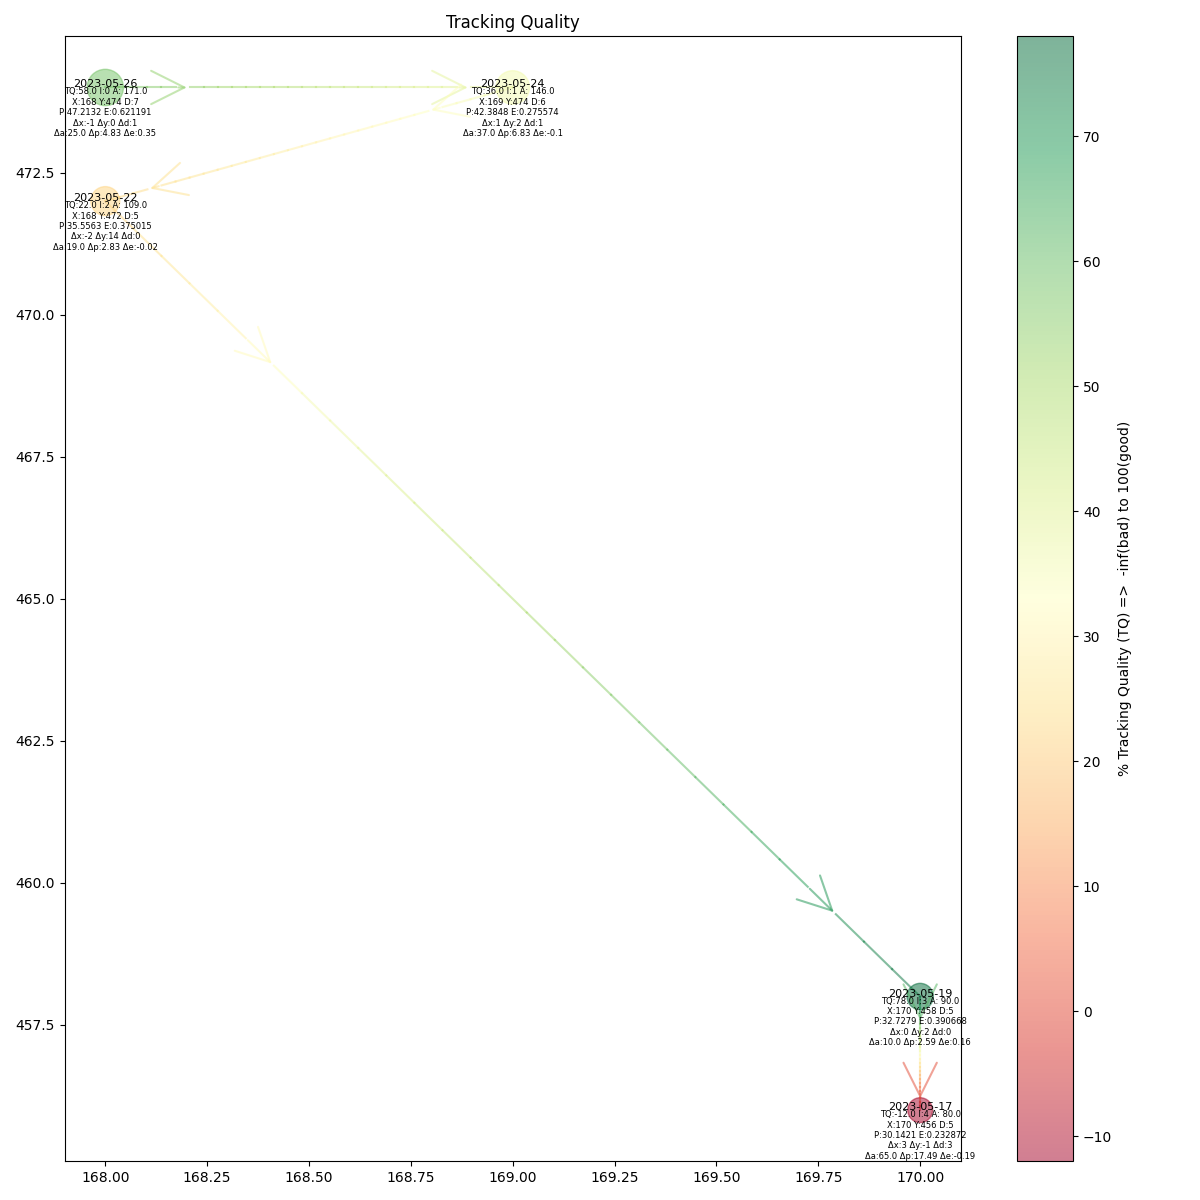 Tracking Quality
2023-05-26
TQ:58.0 I:0 A: 171.0
X:168 Y:474 D:7
P:47.2132 E:0.621191
Δx:-1 Δy:0 Δd:1
Δa:25.0 Δp:4.83 Δe:0.35
2023-05-24
TQ:36.0 I:1 A: 146.0
X:169 Y:474 D:6
P:42.3848 E:0.275574
Δx:1 Δy:2 Δd:1
Δa:37.0 Δp:6.83 Δe:-0.1
2023-05-22
TQ:22.0 I:2 A: 109.0
X:168 Y:472 D:5
P:35.5563 E:0.375015
Δx:-2 Δy:14 Δd:0
Δa:19.0 Δp:2.83 Δe:-0.02
2023-05-19
TQ:78.0 I:3 A: 90.0
X:170 Y:458 D:5
P:32.7279 E:0.390668
Δx:0 Δy:2 Δd:0
Δa:10.0 Δp:2.59 Δe:0.16
2023-05-17
TQ:-12.0 I:4 A: 80.0
X:170 Y:456 D:5
P:30.1421 E:0.232872
Δx:3 Δy:-1 Δd:3
Δa:65.0 Δp:17.49 Δe:-0.19
472.5
470.0
467.5
465.0
462.5
460.0
457.5
168.00 168.25 168.50 168.75 169.00 169.25 169.50 169.75 170.00
70
60
50
40
30
20
10
0
−10
% Tracking Quality (TQ) => -inf(bad) to 100(good)